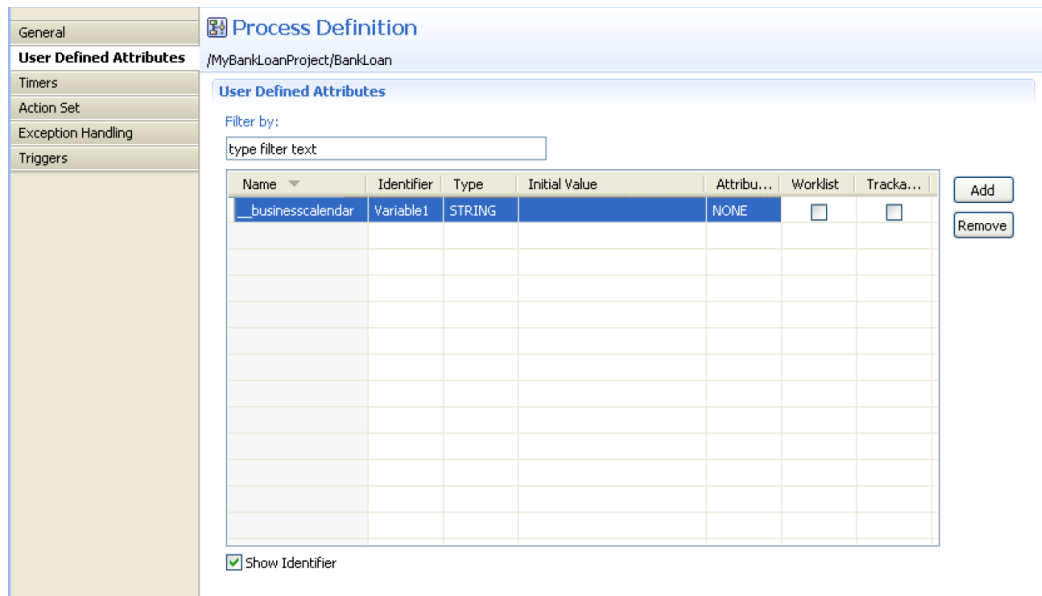 General
User Defined Attributes
Timers
Action Set
Exception Handling
Triggers
Process Definition
/MyBankLoanProject/BankLoan
User Defined Attributes
Filter by:
type filter text
Name Identifier Type Initial Value Attribu... Worklist Tracka...
__businesscalendar Variable1 STRING NONE
Add
Remove
Show Identifier